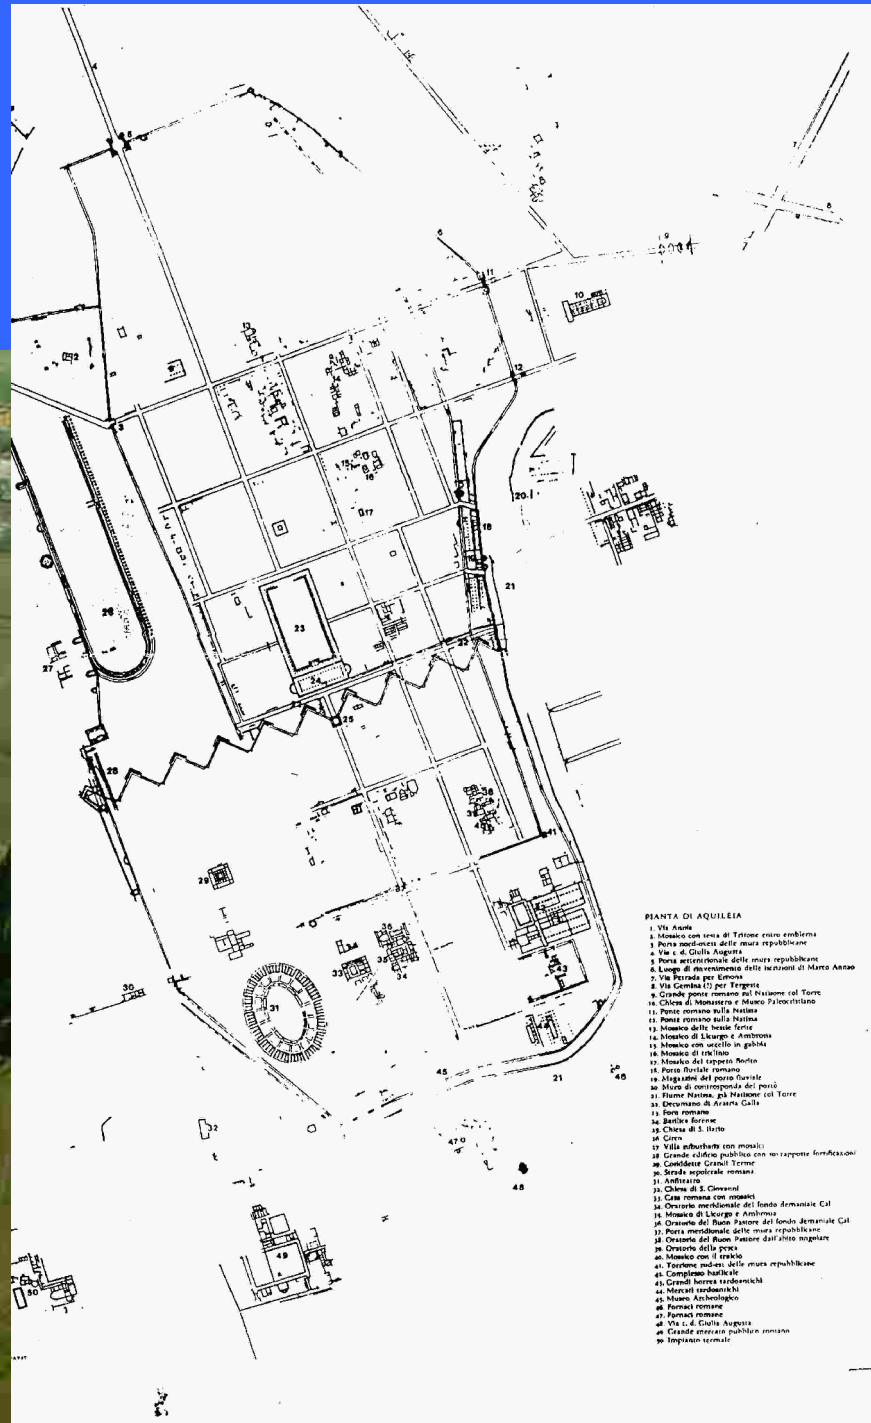 PIANTA DI AQUILEIA
1. Via Annia
2. Mosaico con testa di Tritone entro emblema
3. Porta nord-ovest delle mura repubblicane
4. Via c. d. Giulia Augusta
5. Porta settentrionale delle mura repubblicane
6. Luogo di rinvenimento delle iscrizioni di Marco Annao
7. Via Petrada per Emona
8. Via Gemina (?) per Tergeste
9. Grande ponte romano sul Natisone col Torre
10. Chiesa di Monastero e Museo Paleocristiano
11. Ponte romano sulla Natissa
12. Ponte romano sulla Natissa
13. Mosaico delle bestie ferite
14. Mosaico di Licurgo e Ambrosia
15. Mosaico con uccello in gabbia
16. Mosaico di triclinio
17. Mosaico del tappeto fiorito
18. Porto fluviale romano
19. Magazzini del porto fluviale
20. Muro di contresponda del porto
21. Fiume Natissa, già Natisone col Torre
22. Decumano di Aratria Galla
23. Foro romano
24. Basilica forense
25. Chiesa di S. Ilario
26. Circo
27. Villa suburbana con mosaici
28. Grande edificio pubblico con sovrapposte fortificazioni
29. Cosiddette Grandi Terme
30. Strada sepolcrale romana
31. Anfiteatro
32. Chiesa di S. Giovanni
33. Casa romana con mosaici
34. Oratorio meridionale del fondo demaniale Cal
35. Mosaico di Licurgo e Ambrosia
36. Oratorio del Buon Pastore del fondo demaniale Cal
37. Porta meridionale delle mura repubblicane
38. Oratorio del Buon Pastore dall'abito singolare
39. Oratorio della pesca
40. Mosaico con il tralcio
41. Torrione sud-est delle mura repubblicane
42. Complesso basilicale
43. Grandi horrea tardoantichi
44. Mercati tardoantichi
45. Museo Archeologico
46. Fornaci romane
47. Fornaci romane
48. Via c. d. Giulia Augusta
49. Grande mercato pubblico romano
50. Impianto termale